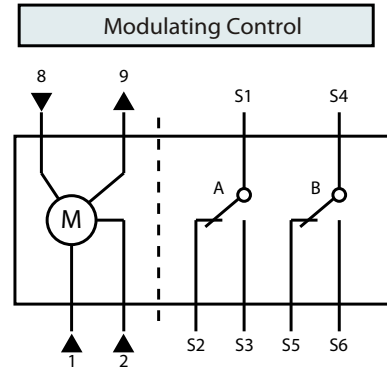 Modulating Control
8 9 S1 S4
A B
M
1 2 S2 S3 S5 S6